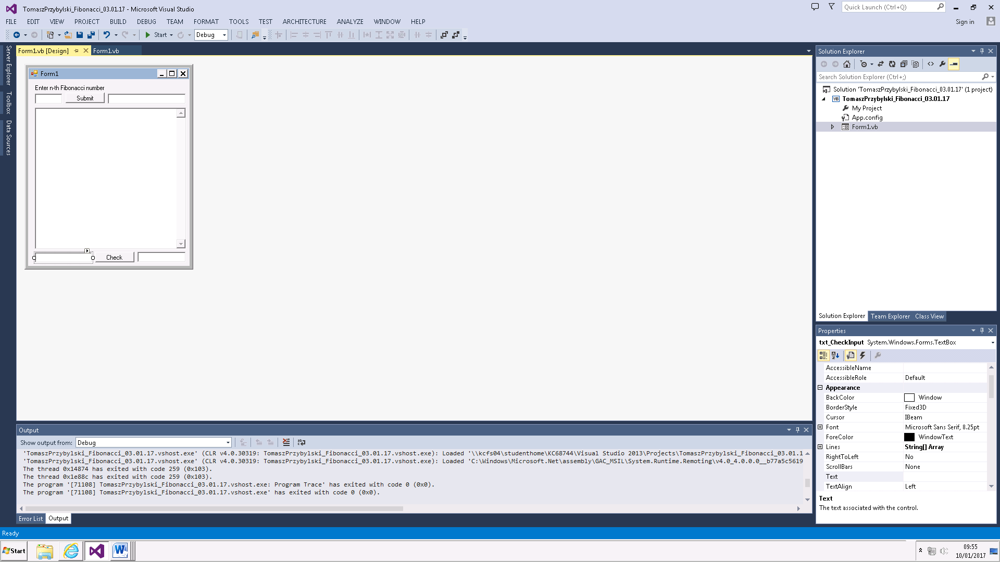 TomaszPrzybylski_Fibonacci_03.01.17 - Microsoft Visual Studio
Quick Launch (Ctrl+Q)
FILE EDIT VIEW PROJECT BUILD DEBUG TEAM FORMAT TOOLS TEST ARCHITECTURE ANALYZE WINDOW HELP
Sign in
Start Debug
Server Explorer
Toolbox
Data Sources
Form1.vb [Design] Form1.vb
Form1
Enter n-th Fibonacci number
Submit
Check
Solution Explorer
Search Solution Explorer (Ctrl+;)
Solution 'TomaszPrzybylski_Fibonacci_03.01.17' (1 project)
VB TomaszPrzybylski_Fibonacci_03.01.17
My Project
App.config
Form1.vb
Solution Explorer Team Explorer Class View
Properties
txt_CheckInput System.Windows.Forms.TextBox
AccessibleName
AccessibleRole Default
Appearance
BackColor Window
BorderStyle Fixed3D
Cursor IBeam
Font Microsoft Sans Serif, 8.25pt
ForeColor WindowText
Lines String[] Array
RightToLeft No
ScrollBars None
Text
TextAlign Left
Text
The text associated with the control.
Output
Show output from: Debug
'TomaszPrzybylski_Fibonacci_03.01.17.vshost.exe' (CLR v4.0.30319: TomaszPrzybylski_Fibonacci_03.01.17.vshost.exe): Loaded '\\kcfs04\studenthome\KC68744\Visual Studio 2013\Projects\TomaszPrzybylski_Fibonacci_03.01.1
'TomaszPrzybylski_Fibonacci_03.01.17.vshost.exe' (CLR v4.0.30319: TomaszPrzybylski_Fibonacci_03.01.17.vshost.exe): Loaded 'C:\Windows\Microsoft.Net\assembly\GAC_MSIL\System.Runtime.Remoting\v4.0_4.0.0.0__b77a5c5619
The thread 0x14874 has exited with code 259 (0x103).
The thread 0x1e88c has exited with code 259 (0x103).
The program '[71108] TomaszPrzybylski_Fibonacci_03.01.17.vshost.exe: Program Trace' has exited with code 0 (0x0).
The program '[71108] TomaszPrzybylski_Fibonacci_03.01.17.vshost.exe' has exited with code 0 (0x0).
Error List Output
Ready
Start
09:55
10/01/2017